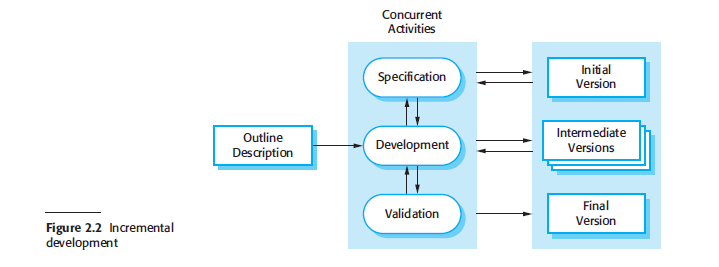 Concurrent
Activities
Specification
Initial
Version
Outline
Description
Development
Intermediate
Versions
Validation
Final
Version
Figure 2.2 Incremental
development